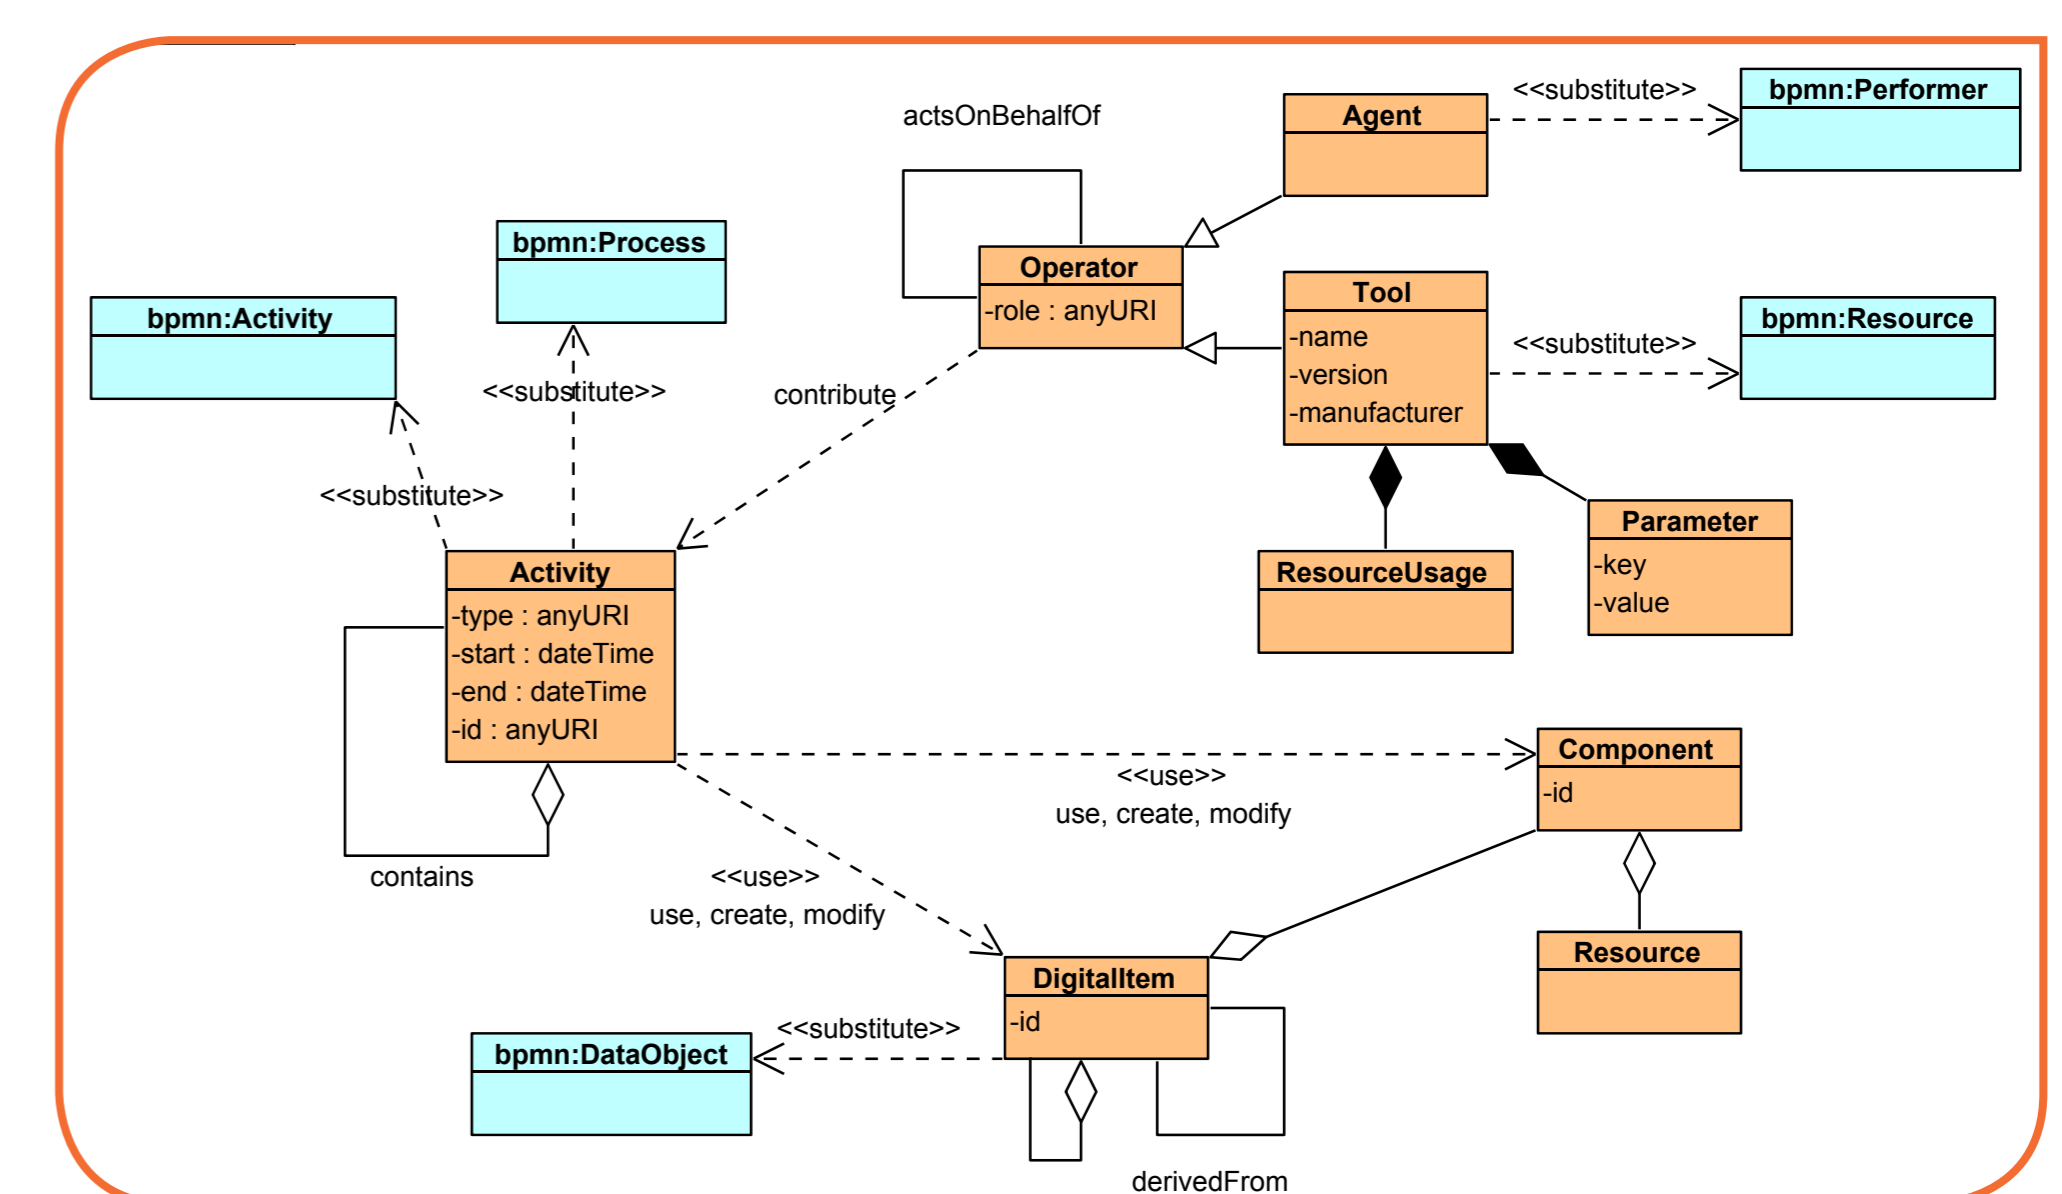 actsOnBehalfOf
Agent
<<substitute>>
bpmn:Performer
bpmn:Process
Operator
-role : anyURI
Tool
-name
-version
-manufacturer
<<substitute>>
bpmn:Resource
bpmn:Activity
<<substitute>>
contribute
<<substitute>>
Parameter
-key
-value
ResourceUsage
Activity
-type : anyURI
-start : dateTime
-end : dateTime
-id : anyURI
contains
<<use>>
use, create, modify
Component
-id
<<use>>
use, create, modify
Resource
DigitalItem
-id
<<substitute>>
bpmn:DataObject
derivedFrom